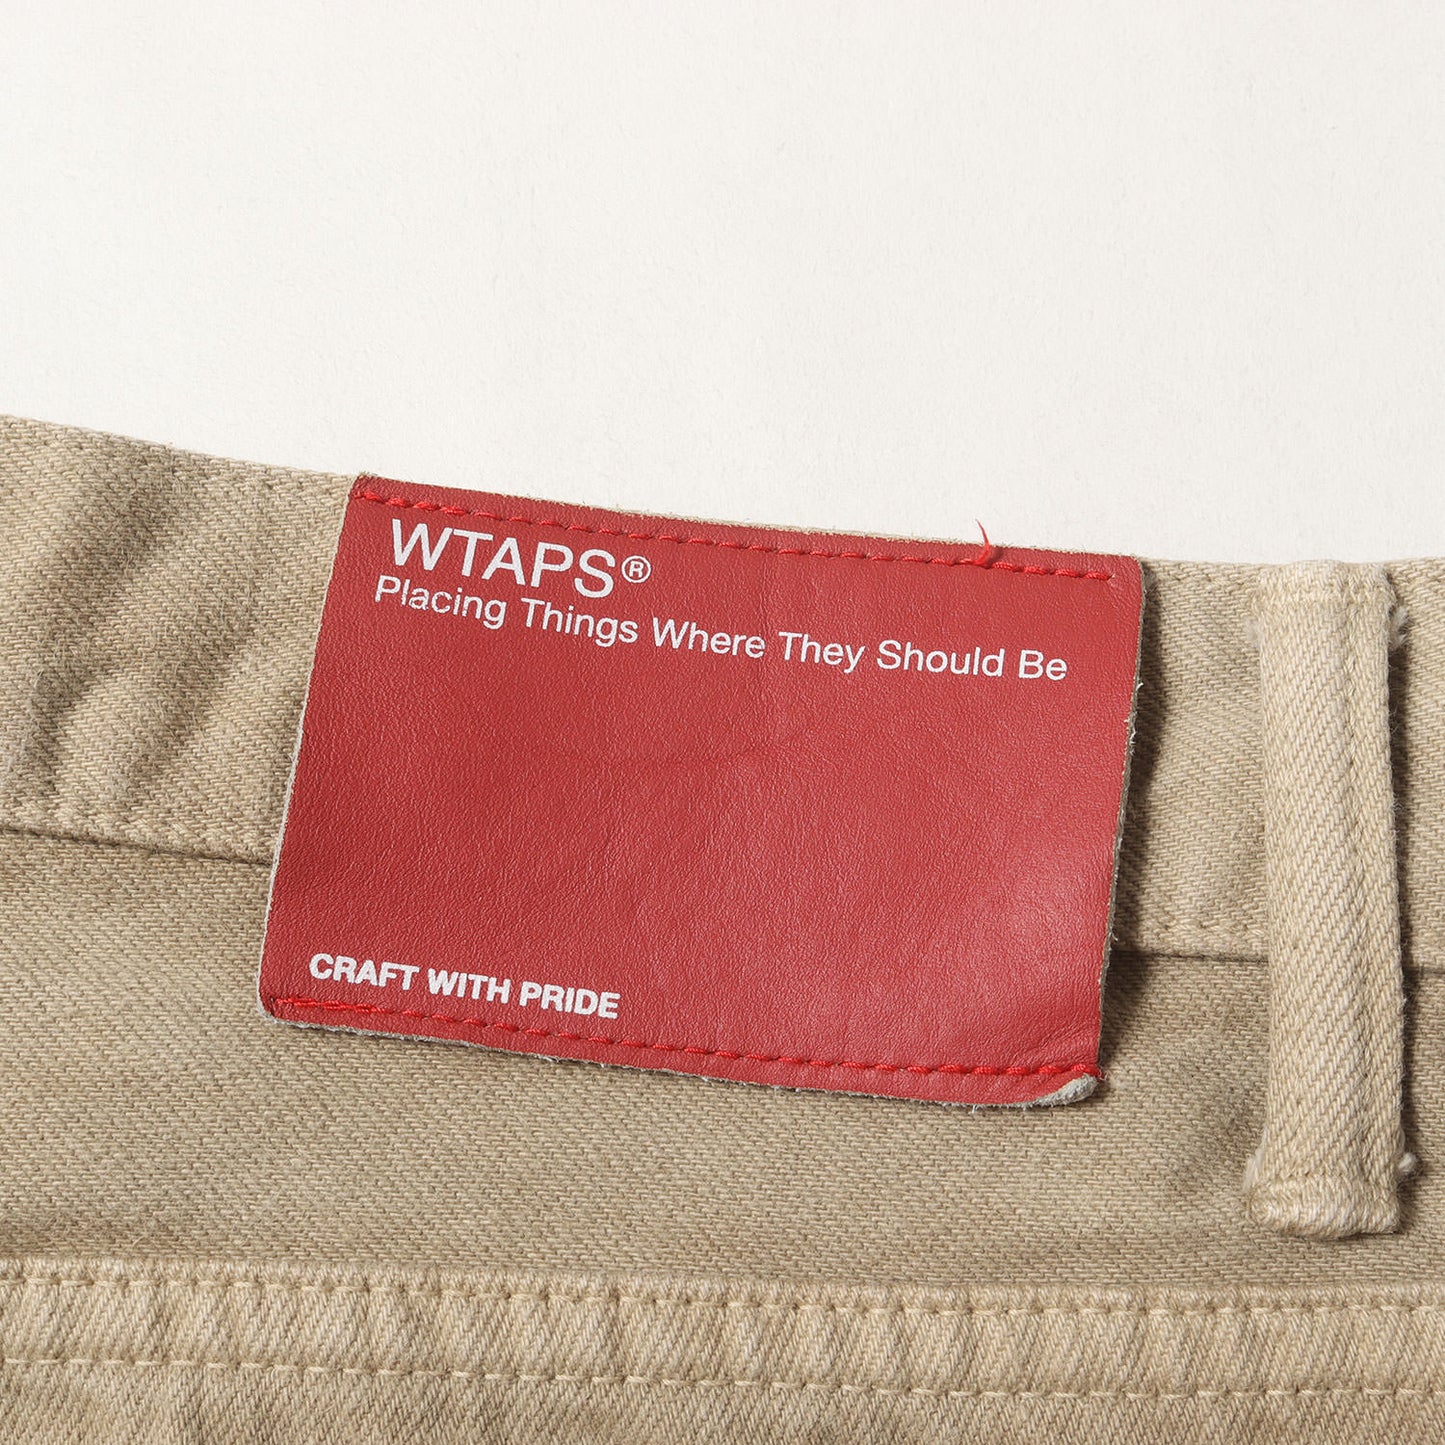 WTAPS®
Placing Things Where They Should Be
CRAFT WITH PRIDE